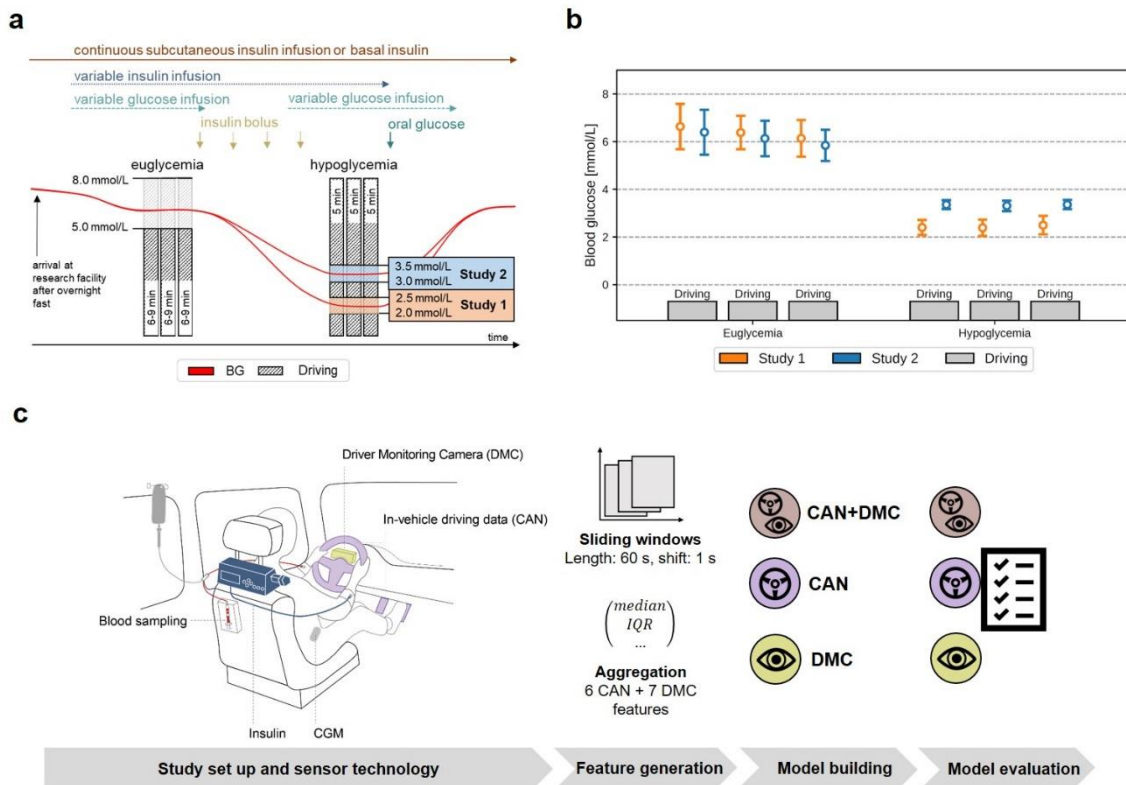 a
continuous subcutaneous insulin infusion or basal insulin
variable insulin infusion
variable glucose infusion
variable glucose infusion
insulin bolus
oral glucose
euglycemia
hypoglycemia
8.0 mmol/L
5.0 mmol/L
arrival at
research facility
after overnight
fast
6-9 min
6-9 min
6-9 min
5 min
5 min
5 min
3.5 mmol/L
3.0 mmol/L
Study 2
2.5 mmol/L
2.0 mmol/L
Study 1
time
BG
Driving
b
Blood glucose [mmol/L]
8
6
4
2
0
Driving Driving Driving Driving Driving Driving
Euglycemia Hypoglycemia
Study 1 Study 2 Driving
c
Driver Monitoring Camera (DMC)
In-vehicle driving data (CAN)
Blood sampling
Insulin
CGM
Sliding windows
Length: 60 s, shift: 1 s
median
IQR
...
Aggregation
6 CAN + 7 DMC
features
CAN+DMC
CAN
DMC
Study set up and sensor technology
Feature generation
Model building
Model evaluation